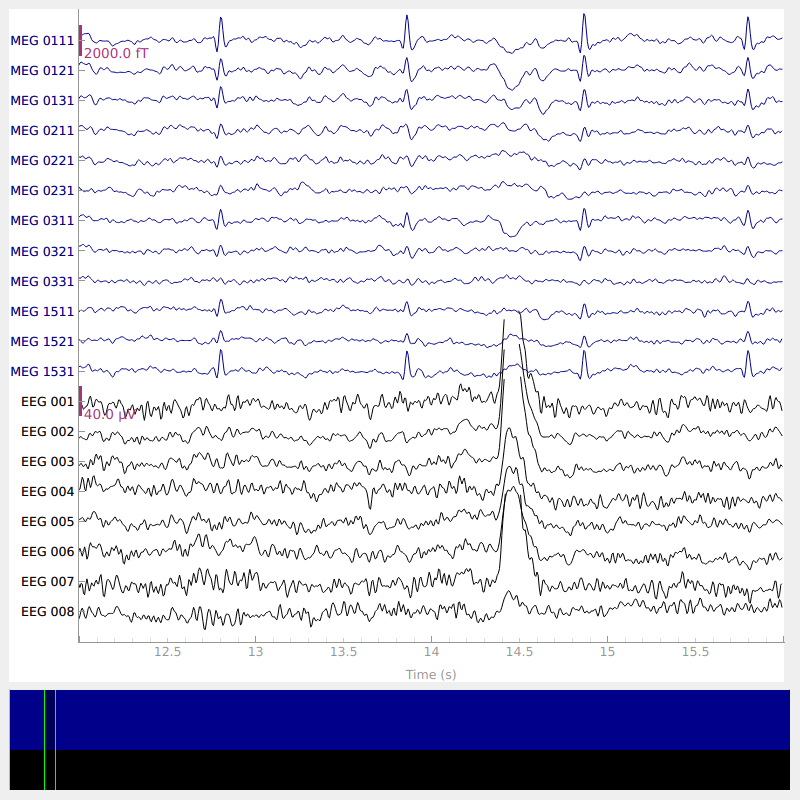 MEG 0111
2000.0 fT
MEG 0121
MEG 0131
MEG 0211
MEG 0221
MEG 0231
MEG 0311
MEG 0321
MEG 0331
MEG 1511
MEG 1521
MEG 1531
EEG 001
40.0 µV
EEG 002
EEG 003
EEG 004
EEG 005
EEG 006
EEG 007
EEG 008
12.5 13 13.5 14 14.5 15 15.5
Time (s)